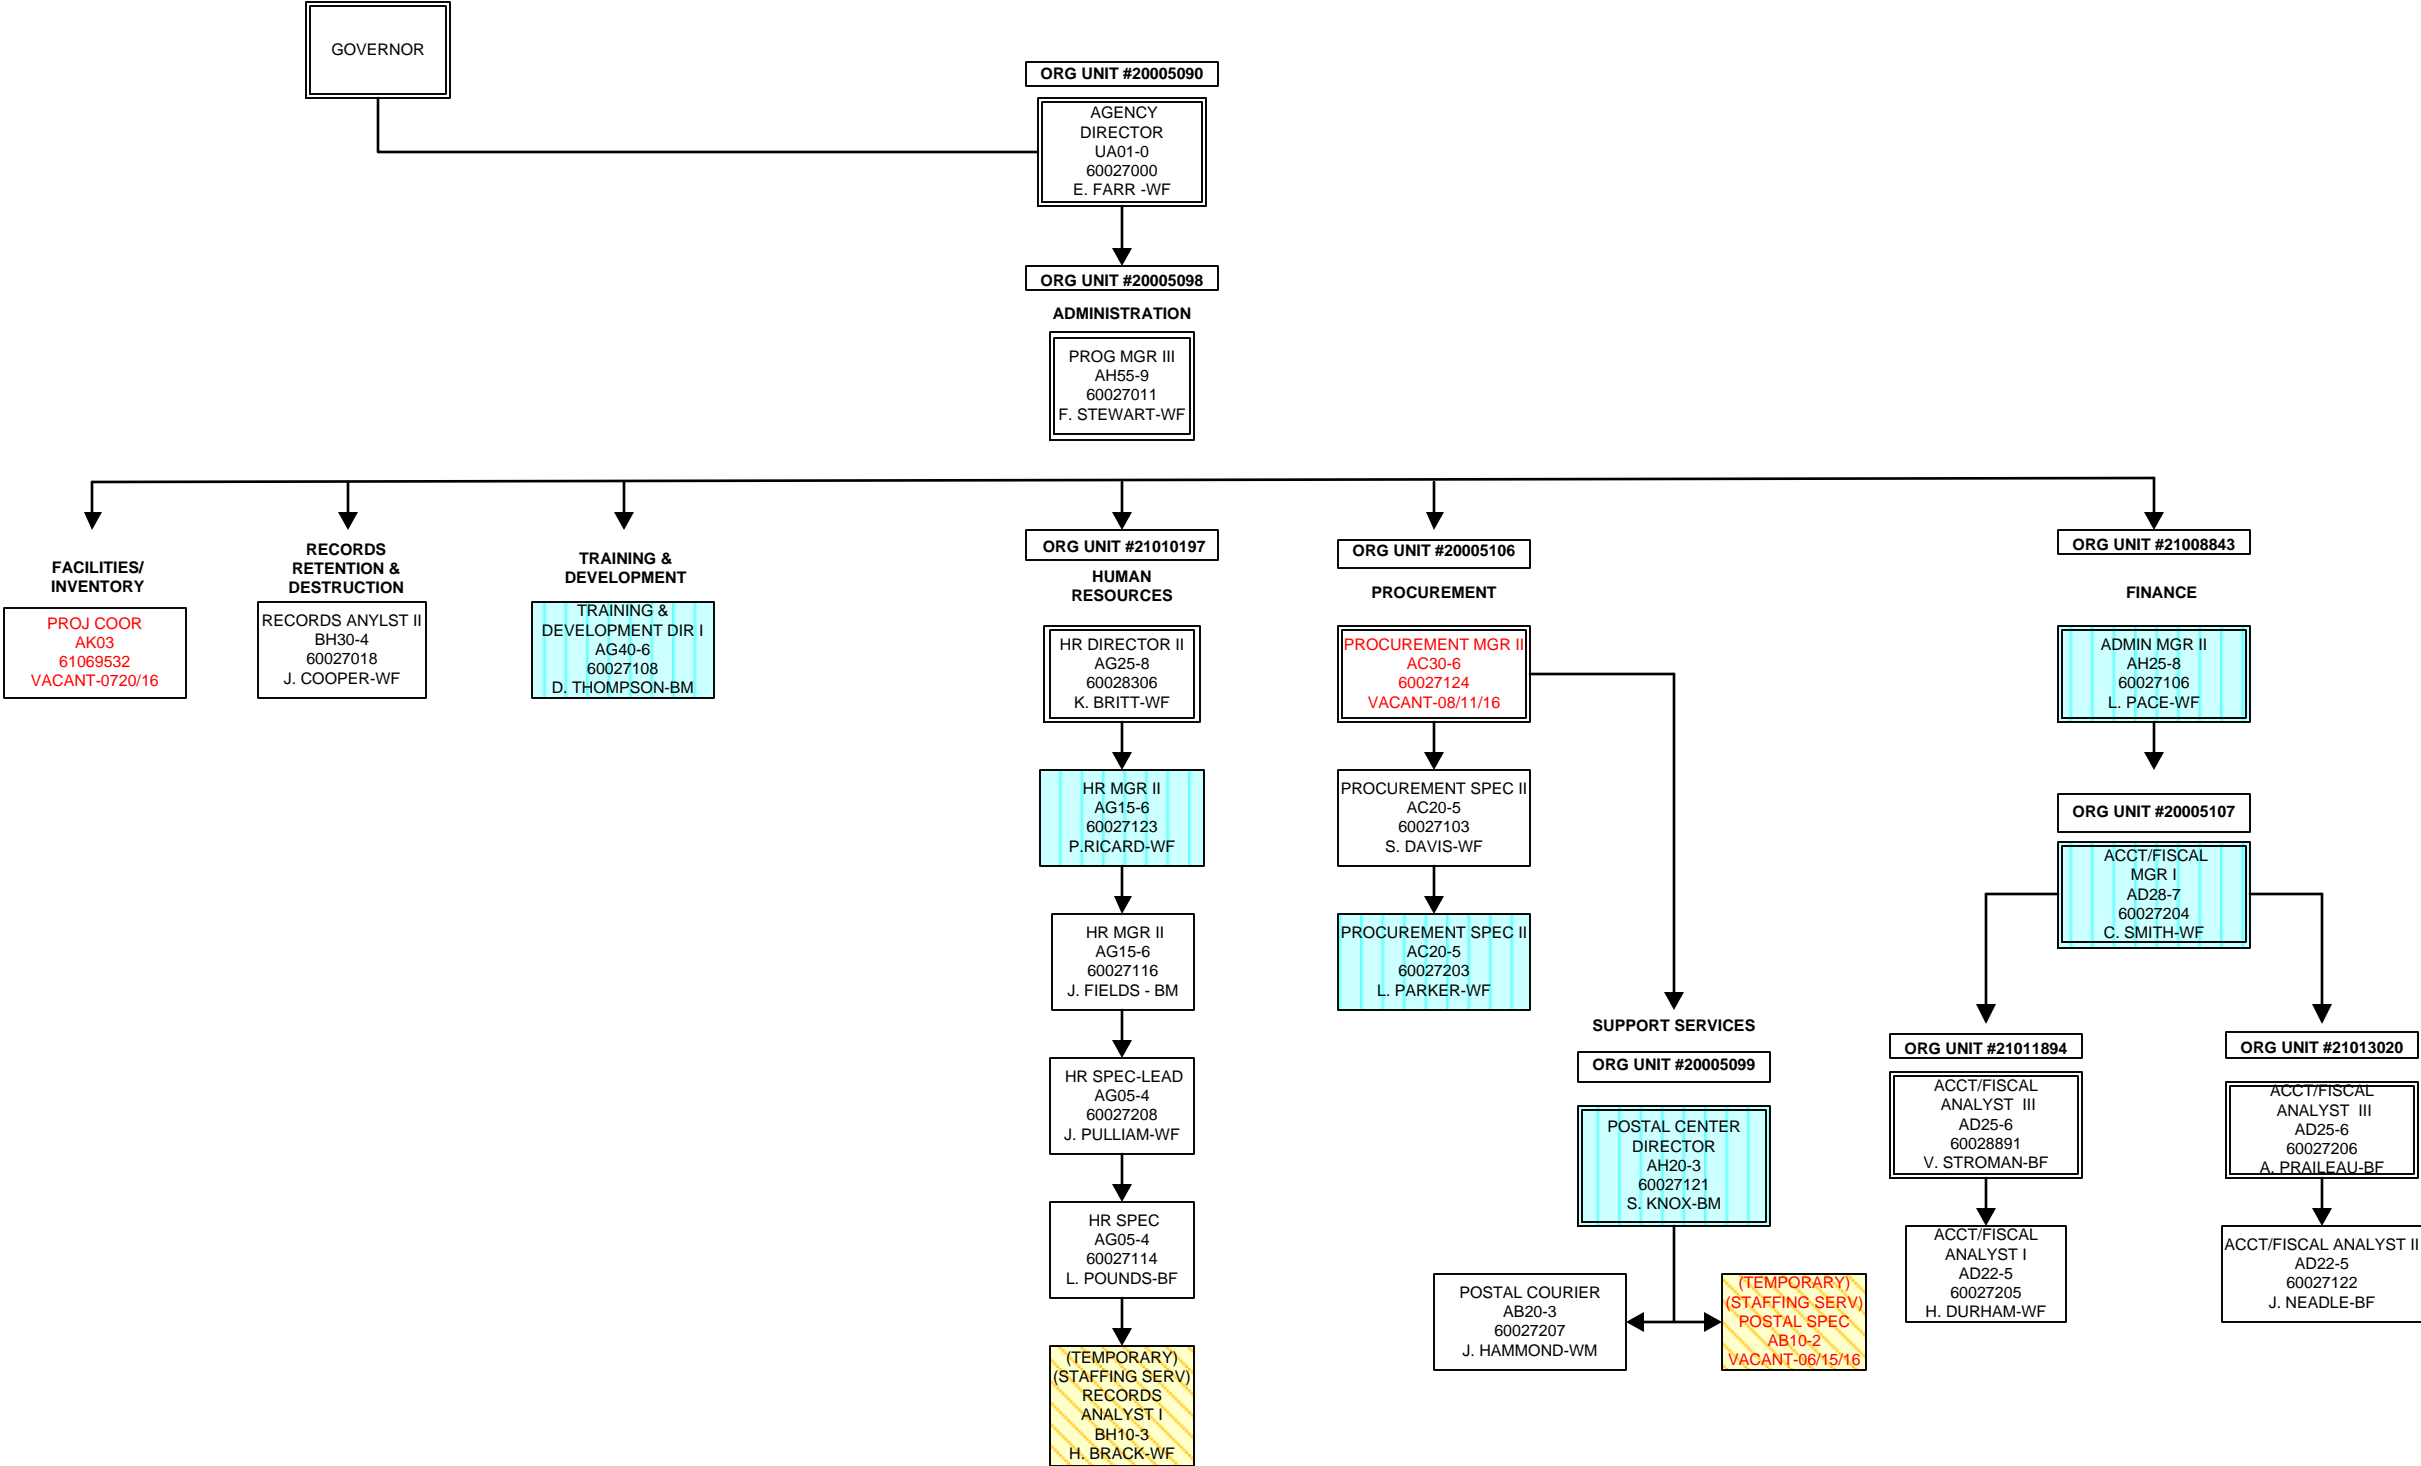 GOVERNOR
ORG UNIT #20005090
AGENCY
DIRECTOR
UA01-0
60027000
E. FARR -WF
ORG UNIT #20005098
ADMINISTRATION
PROG MGR III
AH55-9
60027011
F. STEWART-WF
FACILITIES/
INVENTORY
PROJ COOR
AK03
61069532
VACANT-0720/16
RECORDS
RETENTION &
DESTRUCTION
RECORDS ANYLST II
BH30-4
60027018
J. COOPER-WF
TRAINING &
DEVELOPMENT
TRAINING &
DEVELOPMENT DIR I
AG40-6
60027108
D. THOMPSON-BM
ORG UNIT #21010197
HUMAN
RESOURCES
HR DIRECTOR II
AG25-8
60028306
K. BRITT-WF
HR MGR II
AG15-6
60027123
P.RICARD-WF
HR MGR II
AG15-6
60027116
J. FIELDS - BM
HR SPEC-LEAD
AG05-4
60027208
J. PULLIAM-WF
HR SPEC
AG05-4
60027114
L. POUNDS-BF
(TEMPORARY)
(STAFFING SERV)
RECORDS
ANALYST I
BH10-3
H. BRACK-WF
ORG UNIT #20005106
PROCUREMENT
PROCUREMENT MGR II
AC30-6
60027124
VACANT-08/11/16
PROCUREMENT SPEC II
AC20-5
60027103
S. DAVIS-WF
PROCUREMENT SPEC II
AC20-5
60027203
L. PARKER-WF
SUPPORT SERVICES
ORG UNIT #20005099
POSTAL CENTER
DIRECTOR
AH20-3
60027121
S. KNOX-BM
POSTAL COURIER
AB20-3
60027207
J. HAMMOND-WM
(TEMPORARY)
(STAFFING SERV)
POSTAL SPEC
AB10-2
VACANT-06/15/16
ORG UNIT #21008843
FINANCE
ADMIN MGR II
AH25-8
60027106
L. PACE-WF
ORG UNIT #20005107
ACCT/FISCAL
MGR I
AD28-7
60027204
C. SMITH-WF
ORG UNIT #21011894
ACCT/FISCAL
ANALYST III
AD25-6
60028891
V. STROMAN-BF
ACCT/FISCAL
ANALYST I
AD22-5
60027205
H. DURHAM-WF
ORG UNIT #21013020
ACCT/FISCAL
ANALYST III
AD25-6
60027206
A. PRAILEAU-BF
ACCT/FISCAL ANALYST II
AD22-5
60027122
J. NEADLE-BF